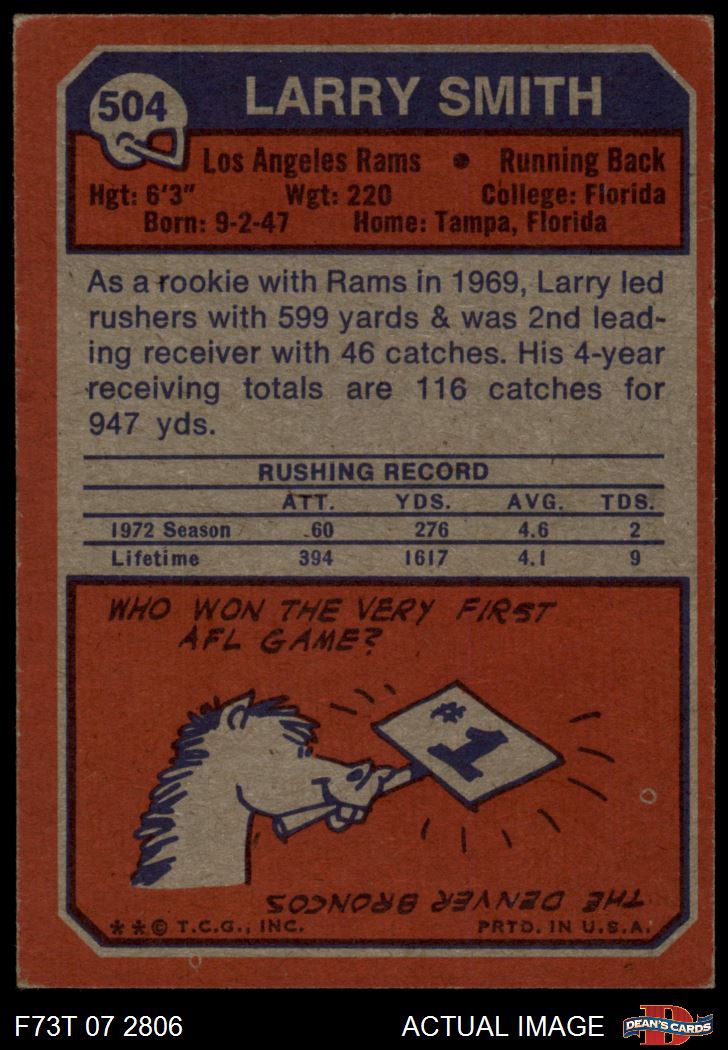 504
LARRY SMITH
Los Angeles Rams • Running Back
Hgt: 6'3" Wgt: 220 College: Florida
Born: 9-2-47 Home: Tampa, Florida
As a rookie with Rams in 1969, Larry led
rushers with 599 yards & was 2nd lead-
ing receiver with 46 catches. His 4-year
receiving totals are 116 catches for
947 yds.
RUSHING RECORD
ATT. YDS. AVG. TDS.
1972 Season 60 276 4.6 2
Lifetime 394 1617 4.1 9
WHO WON THE VERY FIRST
AFL GAME?
#1
THE DENVER BRONCOS
**© T.C.G., INC. PRTD. IN U.S.A.
F73T 07 2806 ACTUAL IMAGE
D
DEAN'S CARDS